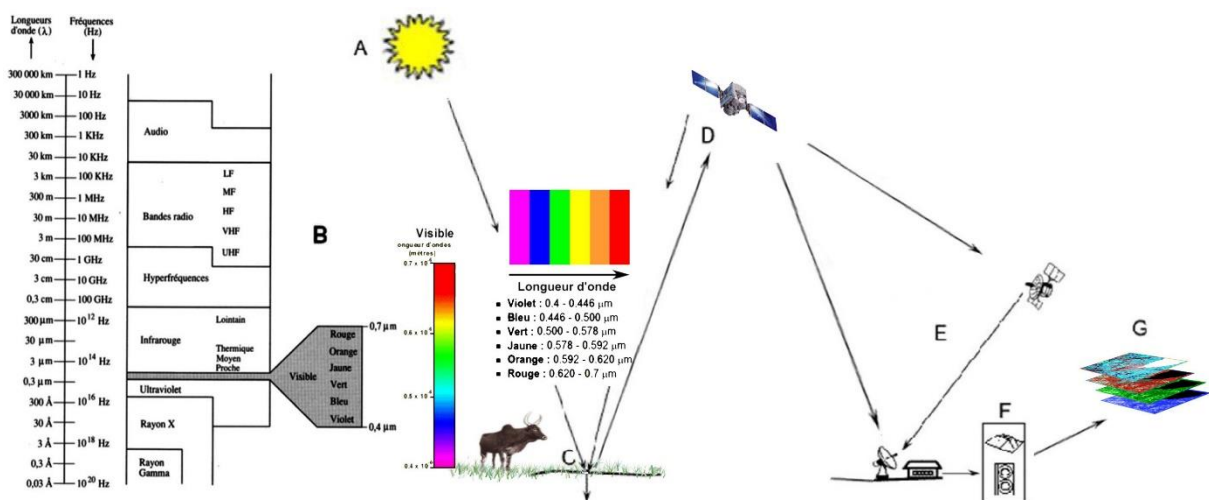 Longueurs
d'onde (λ)
Fréquences
(Hz)
300 000 km 1 Hz
30 000 km 10 Hz
3000 km 100 Hz
300 km 1 KHz
30 km 10 KHz
3 km 100 KHz
300 m 1 MHz
30 m 10 MHz
3 m 100 MHz
30 cm 1 GHz
3 cm 10 GHz
0,3 cm 100 GHz
300 µm 10¹² Hz
30 µm
3 µm 10¹⁴ Hz
0,3 µm
300 Å 10¹⁶ Hz
30 Å
3 Å 10¹⁸ Hz
0,3 Å
0,03 Å 10²⁰ Hz
Audio
Bandes radio
LF
MF
HF
VHF
UHF
Hyperfréquences
Infrarouge
Lointain
Thermique
Moyen
Proche
Ultraviolet
Rayon X
Rayon
Gamma
Visible
0,7 µm
Rouge
Orange
Jaune
Vert
Bleu
Violet
0,4 µm
B
Visible
ongueur d'ondes
(mètres)
A
Longueur d'onde
▪ Violet : 0.4 - 0.446 µm
▪ Bleu : 0.446 - 0.500 µm
▪ Vert : 0.500 - 0.578 µm
▪ Jaune : 0.578 - 0.592 µm
▪ Orange : 0.592 - 0.620 µm
▪ Rouge : 0.620 - 0.7 µm
C
D
E
F
G